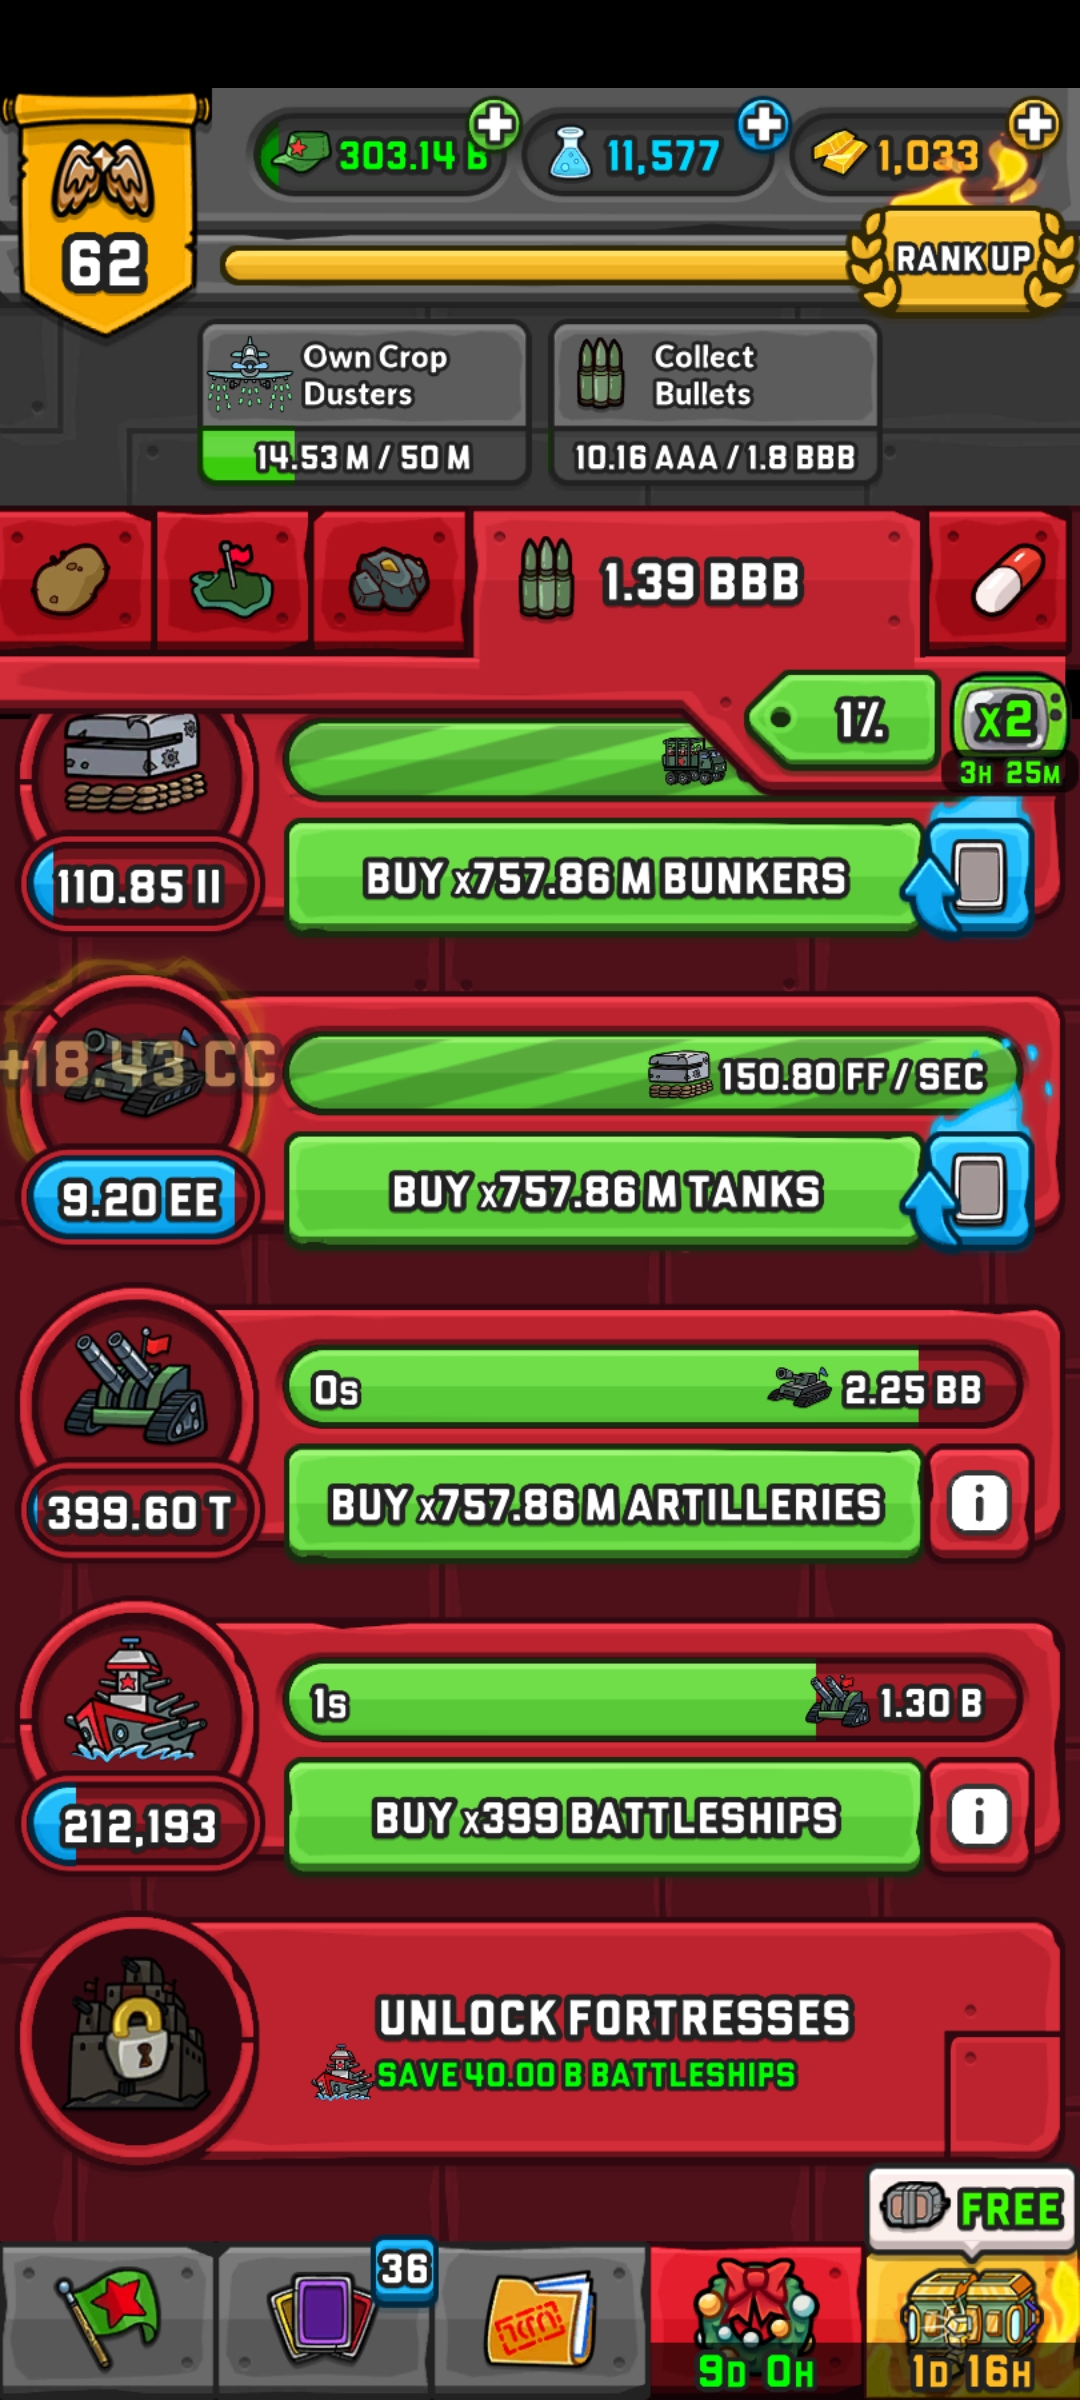 303.14 B
11,577
1,033
62
RANK UP
Own Crop
Dusters
14.53 M / 50 M
Collect
Bullets
10.16 AAA / 1.8 BBB
1.39 BBB
1%
x2
3H 25M
110.85 II
BUY x757.86 M BUNKERS
+18.43 CC
150.80 FF / SEC
9.20 EE
BUY x757.86 M TANKS
0s
2.25 BB
399.60 T
BUY x757.86 M ARTILLERIES
1s
1.30 B
212,193
BUY x399 BATTLESHIPS
UNLOCK FORTRESSES
SAVE 40.00 B BATTLESHIPS
FREE
36
9D 0H
1D 16H